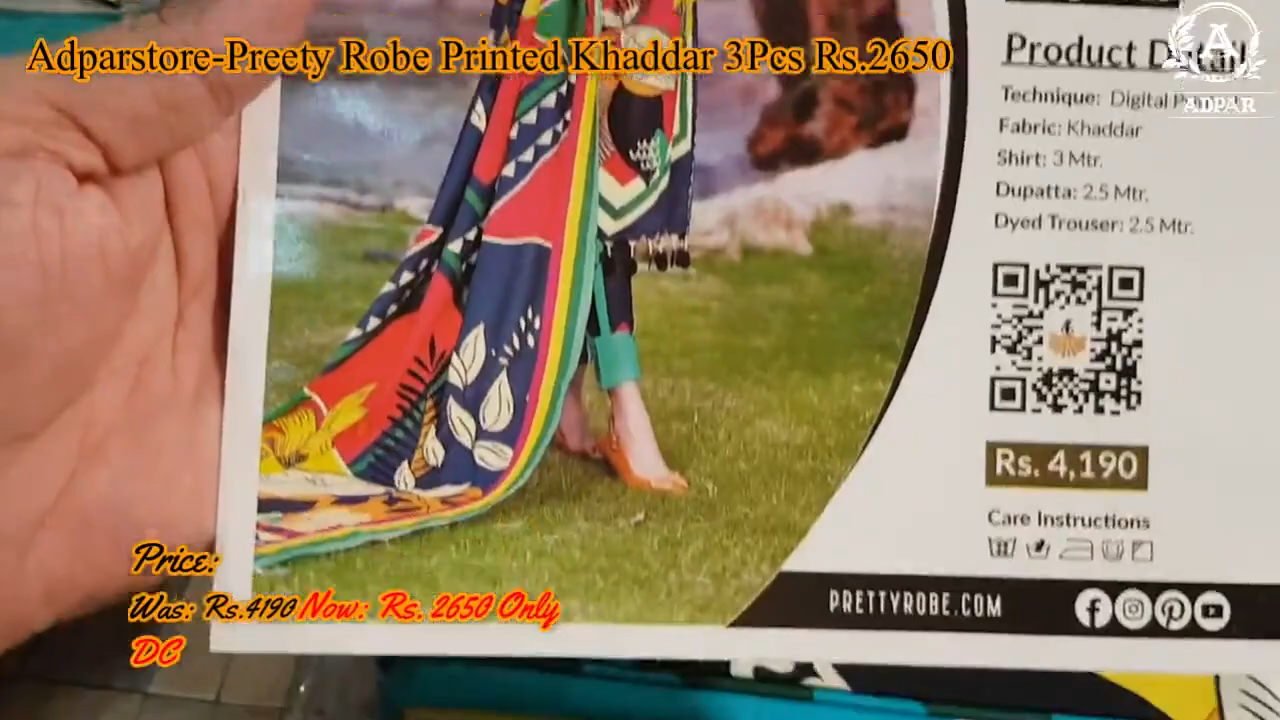 Adparstore-Preety Robe Printed Khaddar 3Pcs Rs.2650
Product
ADPAR
Technique: Digital
Fabric: Khaddar
Shirt: 3 Mtr.
Dupatta: 2.5 Mtr.
Dyed Trouser: 2.5 Mtr.
Rs. 4,190
Care Instructions
PRETTYROBE.COM
Price:
Was: Rs.4190 Now: Rs. 2650 Only
DC